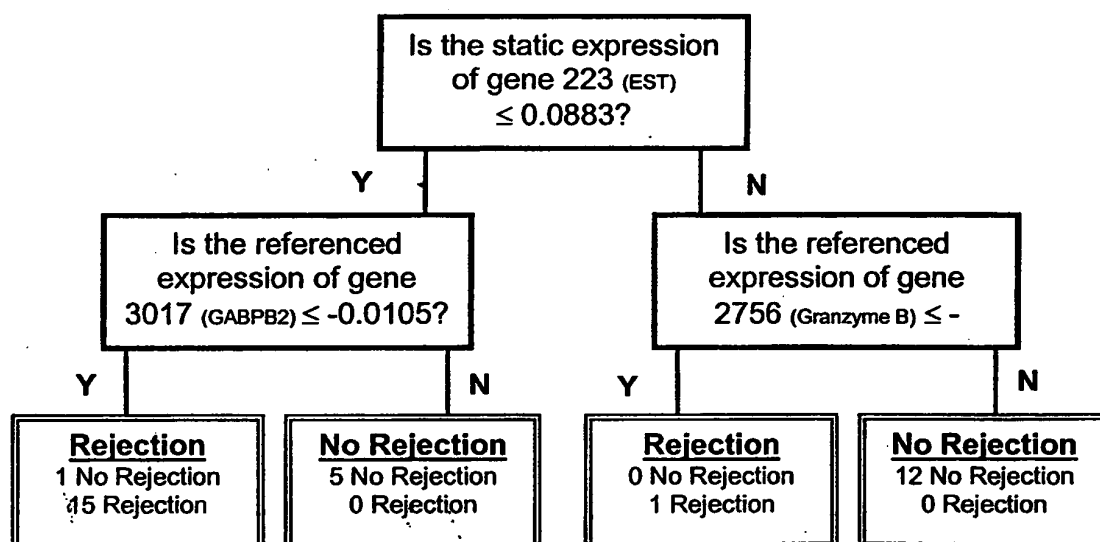 Is the static expression
of gene 223 (EST)
≤ 0.0883?
Y
N
Is the referenced
expression of gene
3017 (GABPB2) ≤ -0.0105?
Is the referenced
expression of gene
2756 (Granzyme B) ≤ -
Y
N
Y
N
Rejection
1 No Rejection
15 Rejection
No Rejection
5 No Rejection
0 Rejection
Rejection
0 No Rejection
1 Rejection
No Rejection
12 No Rejection
0 Rejection